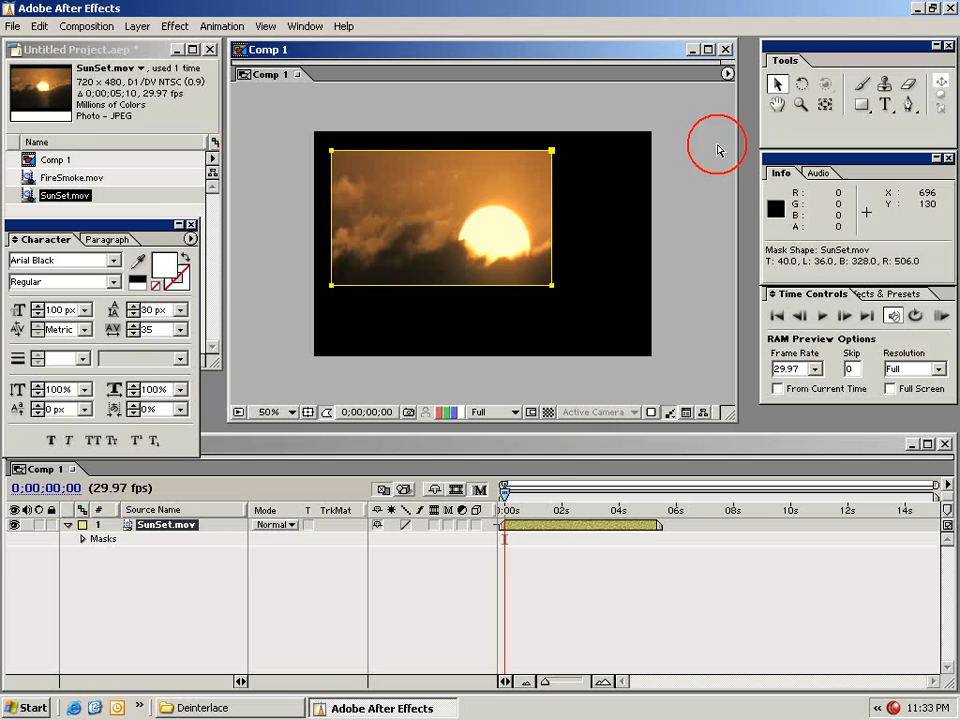 Adobe After Effects
File Edit Composition Layer Effect Animation View Window Help
Untitled Project.aep *
SunSet.mov , used 1 time
720 x 480, D1/DV NTSC (0.9)
Δ 0;00;05;10, 29.97 fps
Millions of Colors
Photo - JPEG
Name
Comp 1
FireSmoke.mov
SunSet.mov
Character Paragraph
Arial Black
Regular
100 px 30 px
Metric 35
100% 100%
0 px 0%
T T TT Tr T¹ T₁
Comp 1
Comp 1
50% 0;00;00;00 Full Active Camera
Tools
Info Audio
R: 0 X: 696
G: 0 Y: 130
B: 0
A: 0
Mask Shape: SunSet.mov
T: 40.0, L: 36.0, B: 328.0, R: 506.0
Time Controls fects & Presets
RAM Preview Options
Frame Rate Skip Resolution
29.97 0 Full
From Current Time Full Screen
Comp 1
0;00;00;00 (29.97 fps)
# Source Name Mode T TrkMat
:00s 02s 04s 06s 08s 10s 12s 14s
1 SunSet.mov Normal
Masks
Start Deinterlace Adobe After Effects 11:33 PM